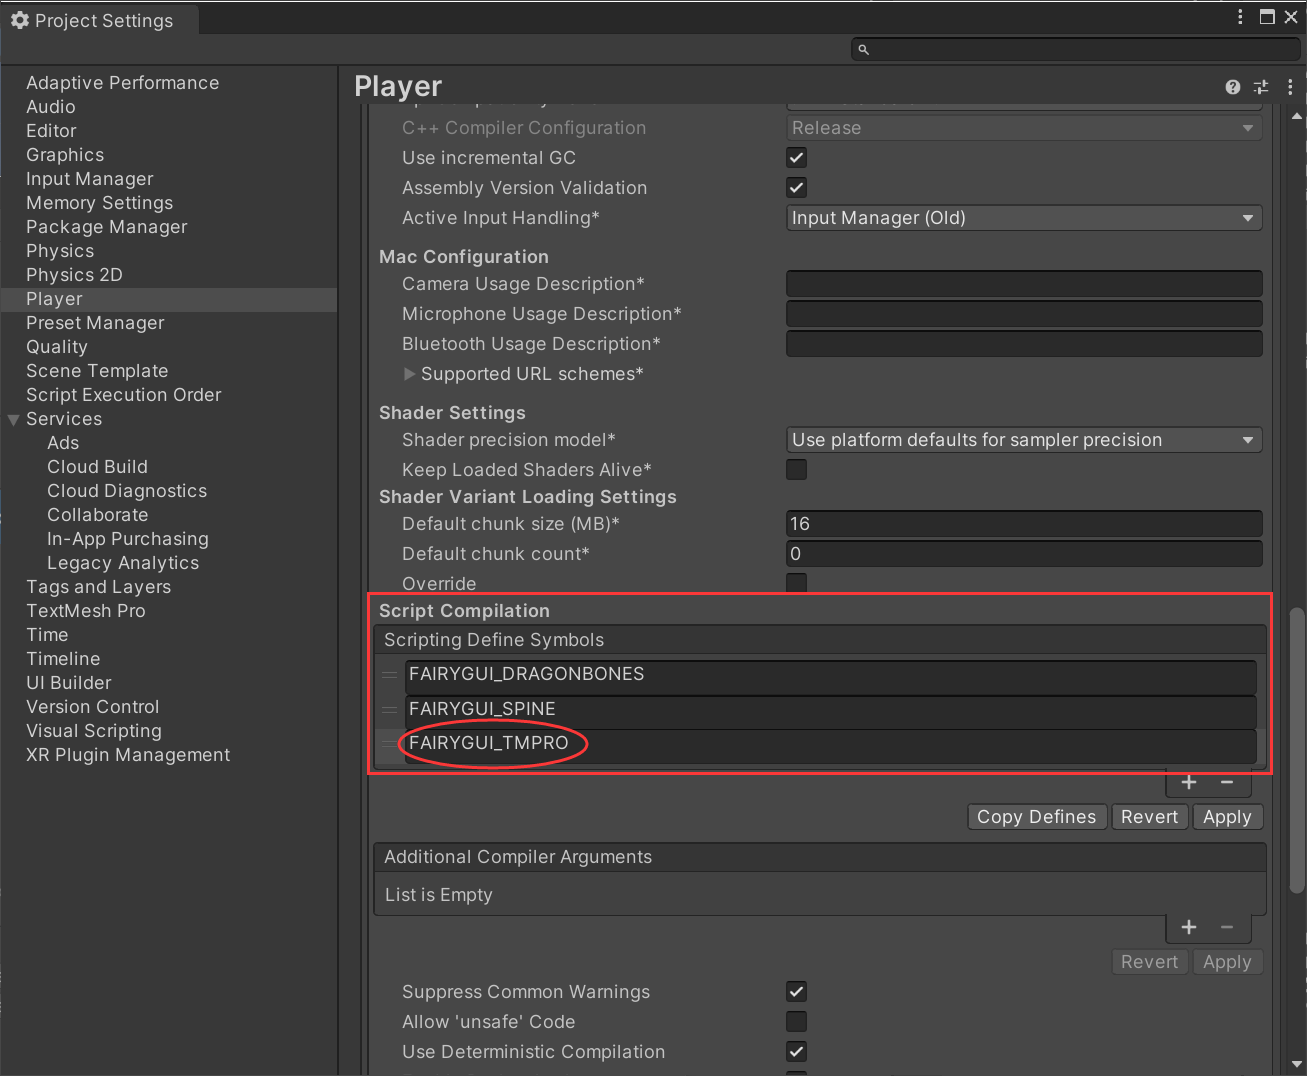 Project Settings
Adaptive Performance
Audio
Editor
Graphics
Input Manager
Memory Settings
Package Manager
Physics
Physics 2D
Player
Preset Manager
Quality
Scene Template
Script Execution Order
Services
Ads
Cloud Build
Cloud Diagnostics
Collaborate
In-App Purchasing
Legacy Analytics
Tags and Layers
TextMesh Pro
Time
Timeline
UI Builder
Version Control
Visual Scripting
XR Plugin Management
Player
C++ Compiler Configuration Release
Use incremental GC
Assembly Version Validation
Active Input Handling* Input Manager (Old)
Mac Configuration
Camera Usage Description*
Microphone Usage Description*
Bluetooth Usage Description*
Supported URL schemes*
Shader Settings
Shader precision model* Use platform defaults for sampler precision
Keep Loaded Shaders Alive*
Shader Variant Loading Settings
Default chunk size (MB)* 16
Default chunk count* 0
Override
Script Compilation
Scripting Define Symbols
FAIRYGUI_DRAGONBONES
FAIRYGUI_SPINE
FAIRYGUI_TMPRO
+ −
Copy Defines Revert Apply
Additional Compiler Arguments
List is Empty
+ −
Revert Apply
Suppress Common Warnings
Allow 'unsafe' Code
Use Deterministic Compilation